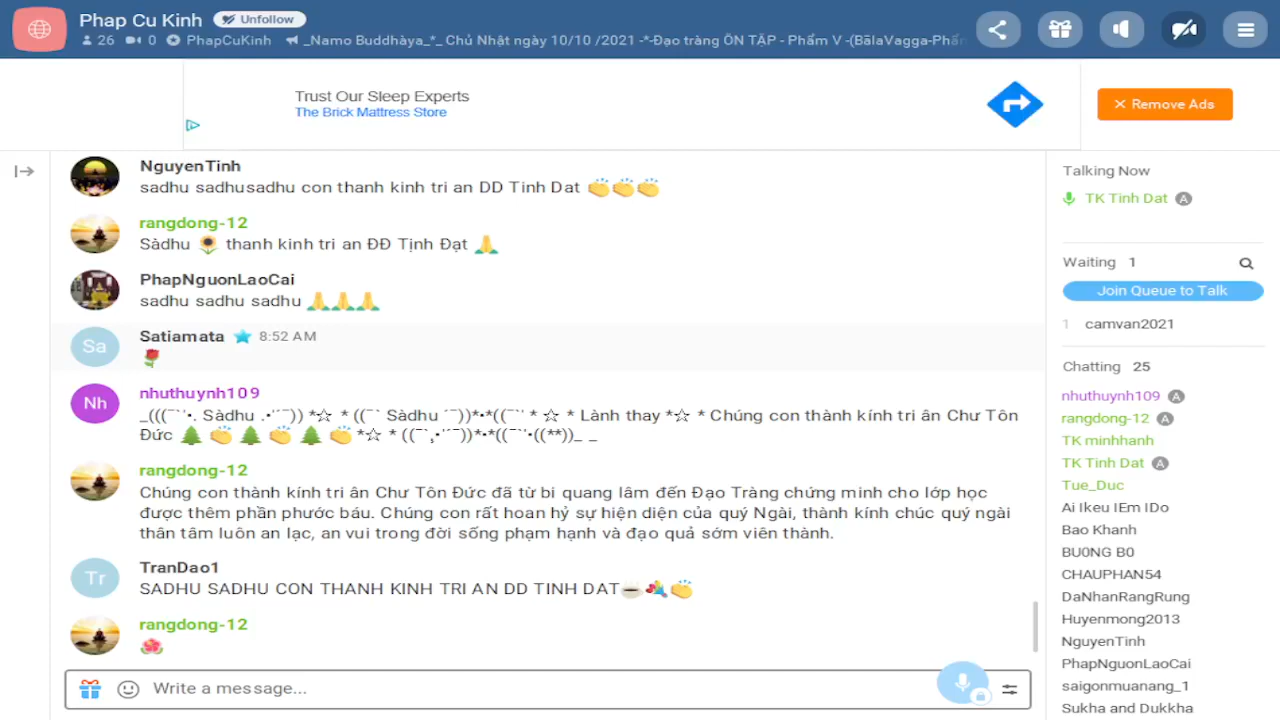 Phap Cu Kinh Unfollow
26 0 PhapCuKinh _Namo Buddhàya_*_ Chủ Nhật ngày 10/10 /2021 -*-Đạo tràng ÔN TẬP - Phẩm V -(BālaVagga-Phẩm
Trust Our Sleep Experts
The Brick Mattress Store
Remove Ads
NguyenTinh
sadhu sadhusadhu con thanh kinh tri an DD Tinh Dat 👏👏👏
rangdong-12
Sàdhu 🌻 thanh kinh tri an ĐĐ Tịnh Đạt 🙏
PhapNguonLaoCai
sadhu sadhu sadhu 🙏🙏🙏
Sa
Satiamata 8:52 AM
🌹
Nh
nhuthuynh109
_(((¯`'•. Sàdhu .•'´¯)) *☆ * ((¯` Sàdhu ´¯))*•*((¯`' * ☆ * Lành thay *☆ * Chúng con thành kính tri ân Chư Tôn
Đức 🌲 👏 🌲 👏 🌲 👏 *☆ * ((¯`¸•'´¯))*•*((¯`'•((**))_ _
rangdong-12
Chúng con thành kính tri ân Chư Tôn Đức đã từ bi quang lâm đến Đạo Tràng chứng minh cho lớp học
được thêm phần phước báu. Chúng con rất hoan hỷ sự hiện diện của quý Ngài, thành kính chúc quý ngài
thân tâm luôn an lạc, an vui trong đời sống phạm hạnh và đạo quả sớm viên thành.
Tr
TranDao1
SADHU SADHU CON THANH KINH TRI AN DD TINH DAT☕💐👏
rangdong-12
🌺
Write a message...
Talking Now
TK Tinh Dat A
Waiting 1
Join Queue to Talk
1 camvan2021
Chatting 25
nhuthuynh109 A
rangdong-12 A
TK minhhanh
TK Tinh Dat A
Tue_Duc
Ai lkeu IEm IDo
Bao Khanh
BU0NG B0
CHAUPHAN54
DaNhanRangRung
Huyenmong2013
NguyenTinh
PhapNguonLaoCai
saigonmuanang_1
Sukha and Dukkha